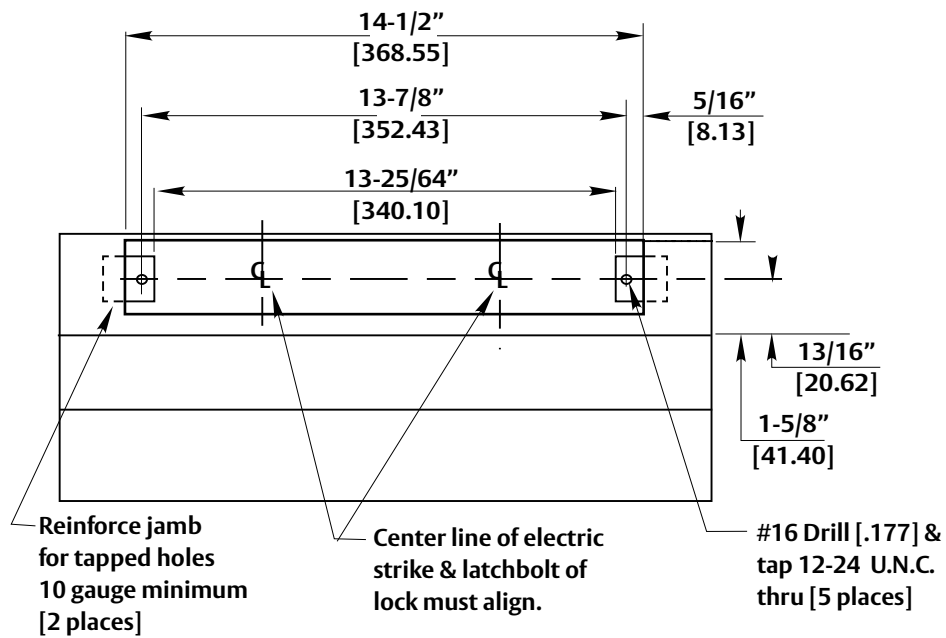 14-1/2”
[368.55]
13-7/8”
[352.43]
5/16”
[8.13]
13-25/64”
[340.10]
CL
CL
13/16”
[20.62]
1-5/8”
[41.40]
Reinforce jamb
for tapped holes
10 gauge minimum
[2 places]
Center line of electric
strike & latchbolt of
lock must align.
#16 Drill [.177] &
tap 12-24 U.N.C.
thru [5 places]